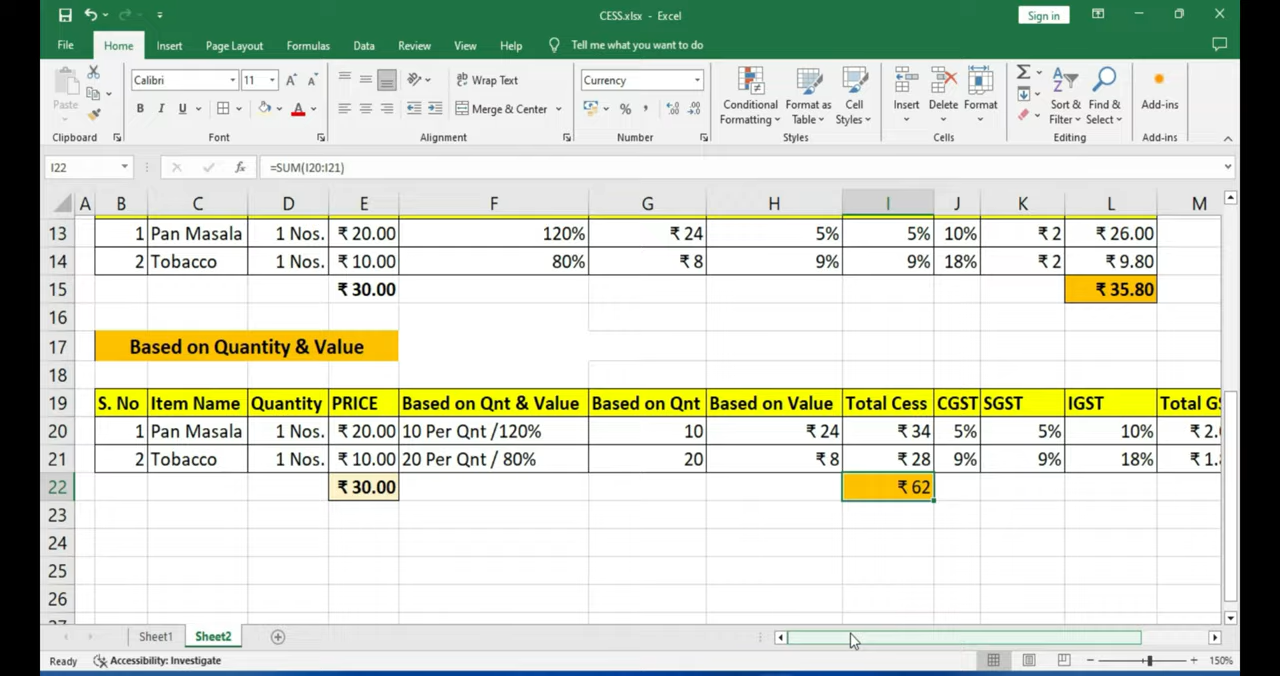 CESS.xlsx - Excel
Sign in
File Home Insert Page Layout Formulas Data Review View Help Tell me what you want to do
Paste
Calibri 11 A A
Wrap Text
Currency
B I U A
Merge & Center
% ,
Conditional Formatting
Format as Table
Cell Styles
Insert Delete Format
Sort & Filter
Find & Select
Add-ins
Clipboard Font Alignment Number Styles Cells Editing Add-ins
I22 fx =SUM(I20:I21)
A B C D E F G H I J K L M
13 1 Pan Masala 1 Nos. ₹ 20.00 120% ₹ 24 5% 5% 10% ₹ 2 ₹ 26.00
14 2 Tobacco 1 Nos. ₹ 10.00 80% ₹ 8 9% 9% 18% ₹ 2 ₹ 9.80
15 ₹ 30.00 ₹ 35.80
16
17 Based on Quantity & Value
18
19 S. No Item Name Quantity PRICE Based on Qnt & Value Based on Qnt Based on Value Total Cess CGST SGST IGST Total G
20 1 Pan Masala 1 Nos. ₹ 20.00 10 Per Qnt /120% 10 ₹ 24 ₹ 34 5% 5% 10% ₹ 2.
21 2 Tobacco 1 Nos. ₹ 10.00 20 Per Qnt / 80% 20 ₹ 8 ₹ 28 9% 9% 18% ₹ 1.
22 ₹ 30.00 ₹ 62
23
24
25
26
Sheet1 Sheet2
Ready Accessibility: Investigate 150%